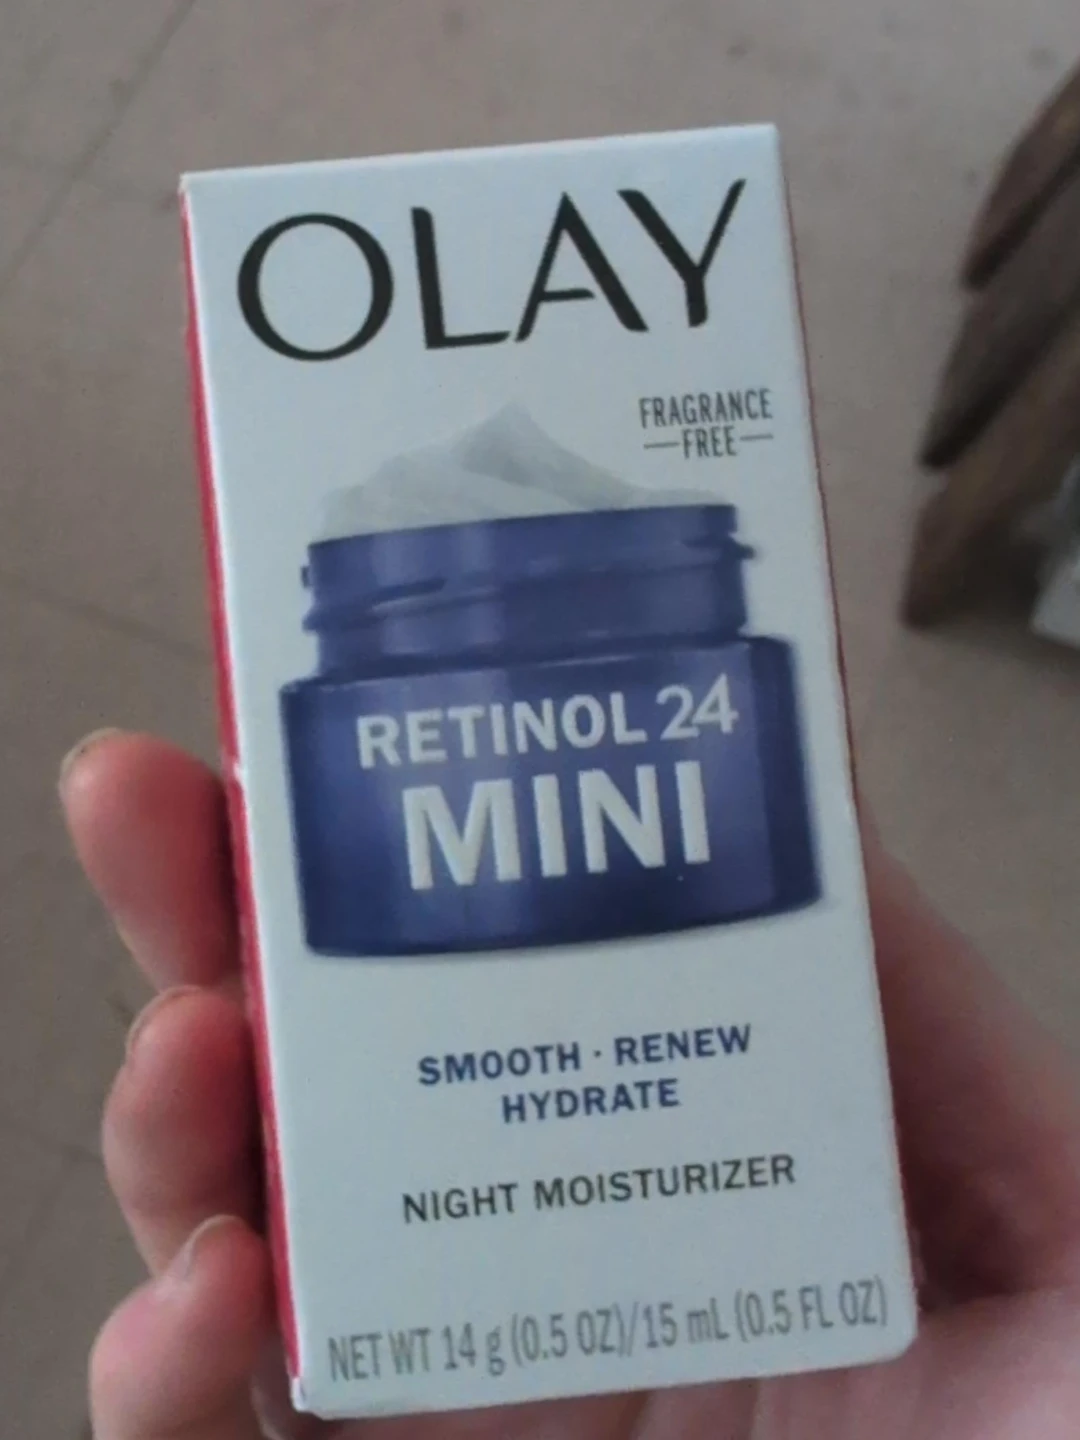 OLAY
FRAGRANCE
FREE
RETINOL 24
MINI
SMOOTH · RENEW
HYDRATE
NIGHT MOISTURIZER
NET WT 14 g (0.5 OZ)/15 mL (0.5 FL OZ)